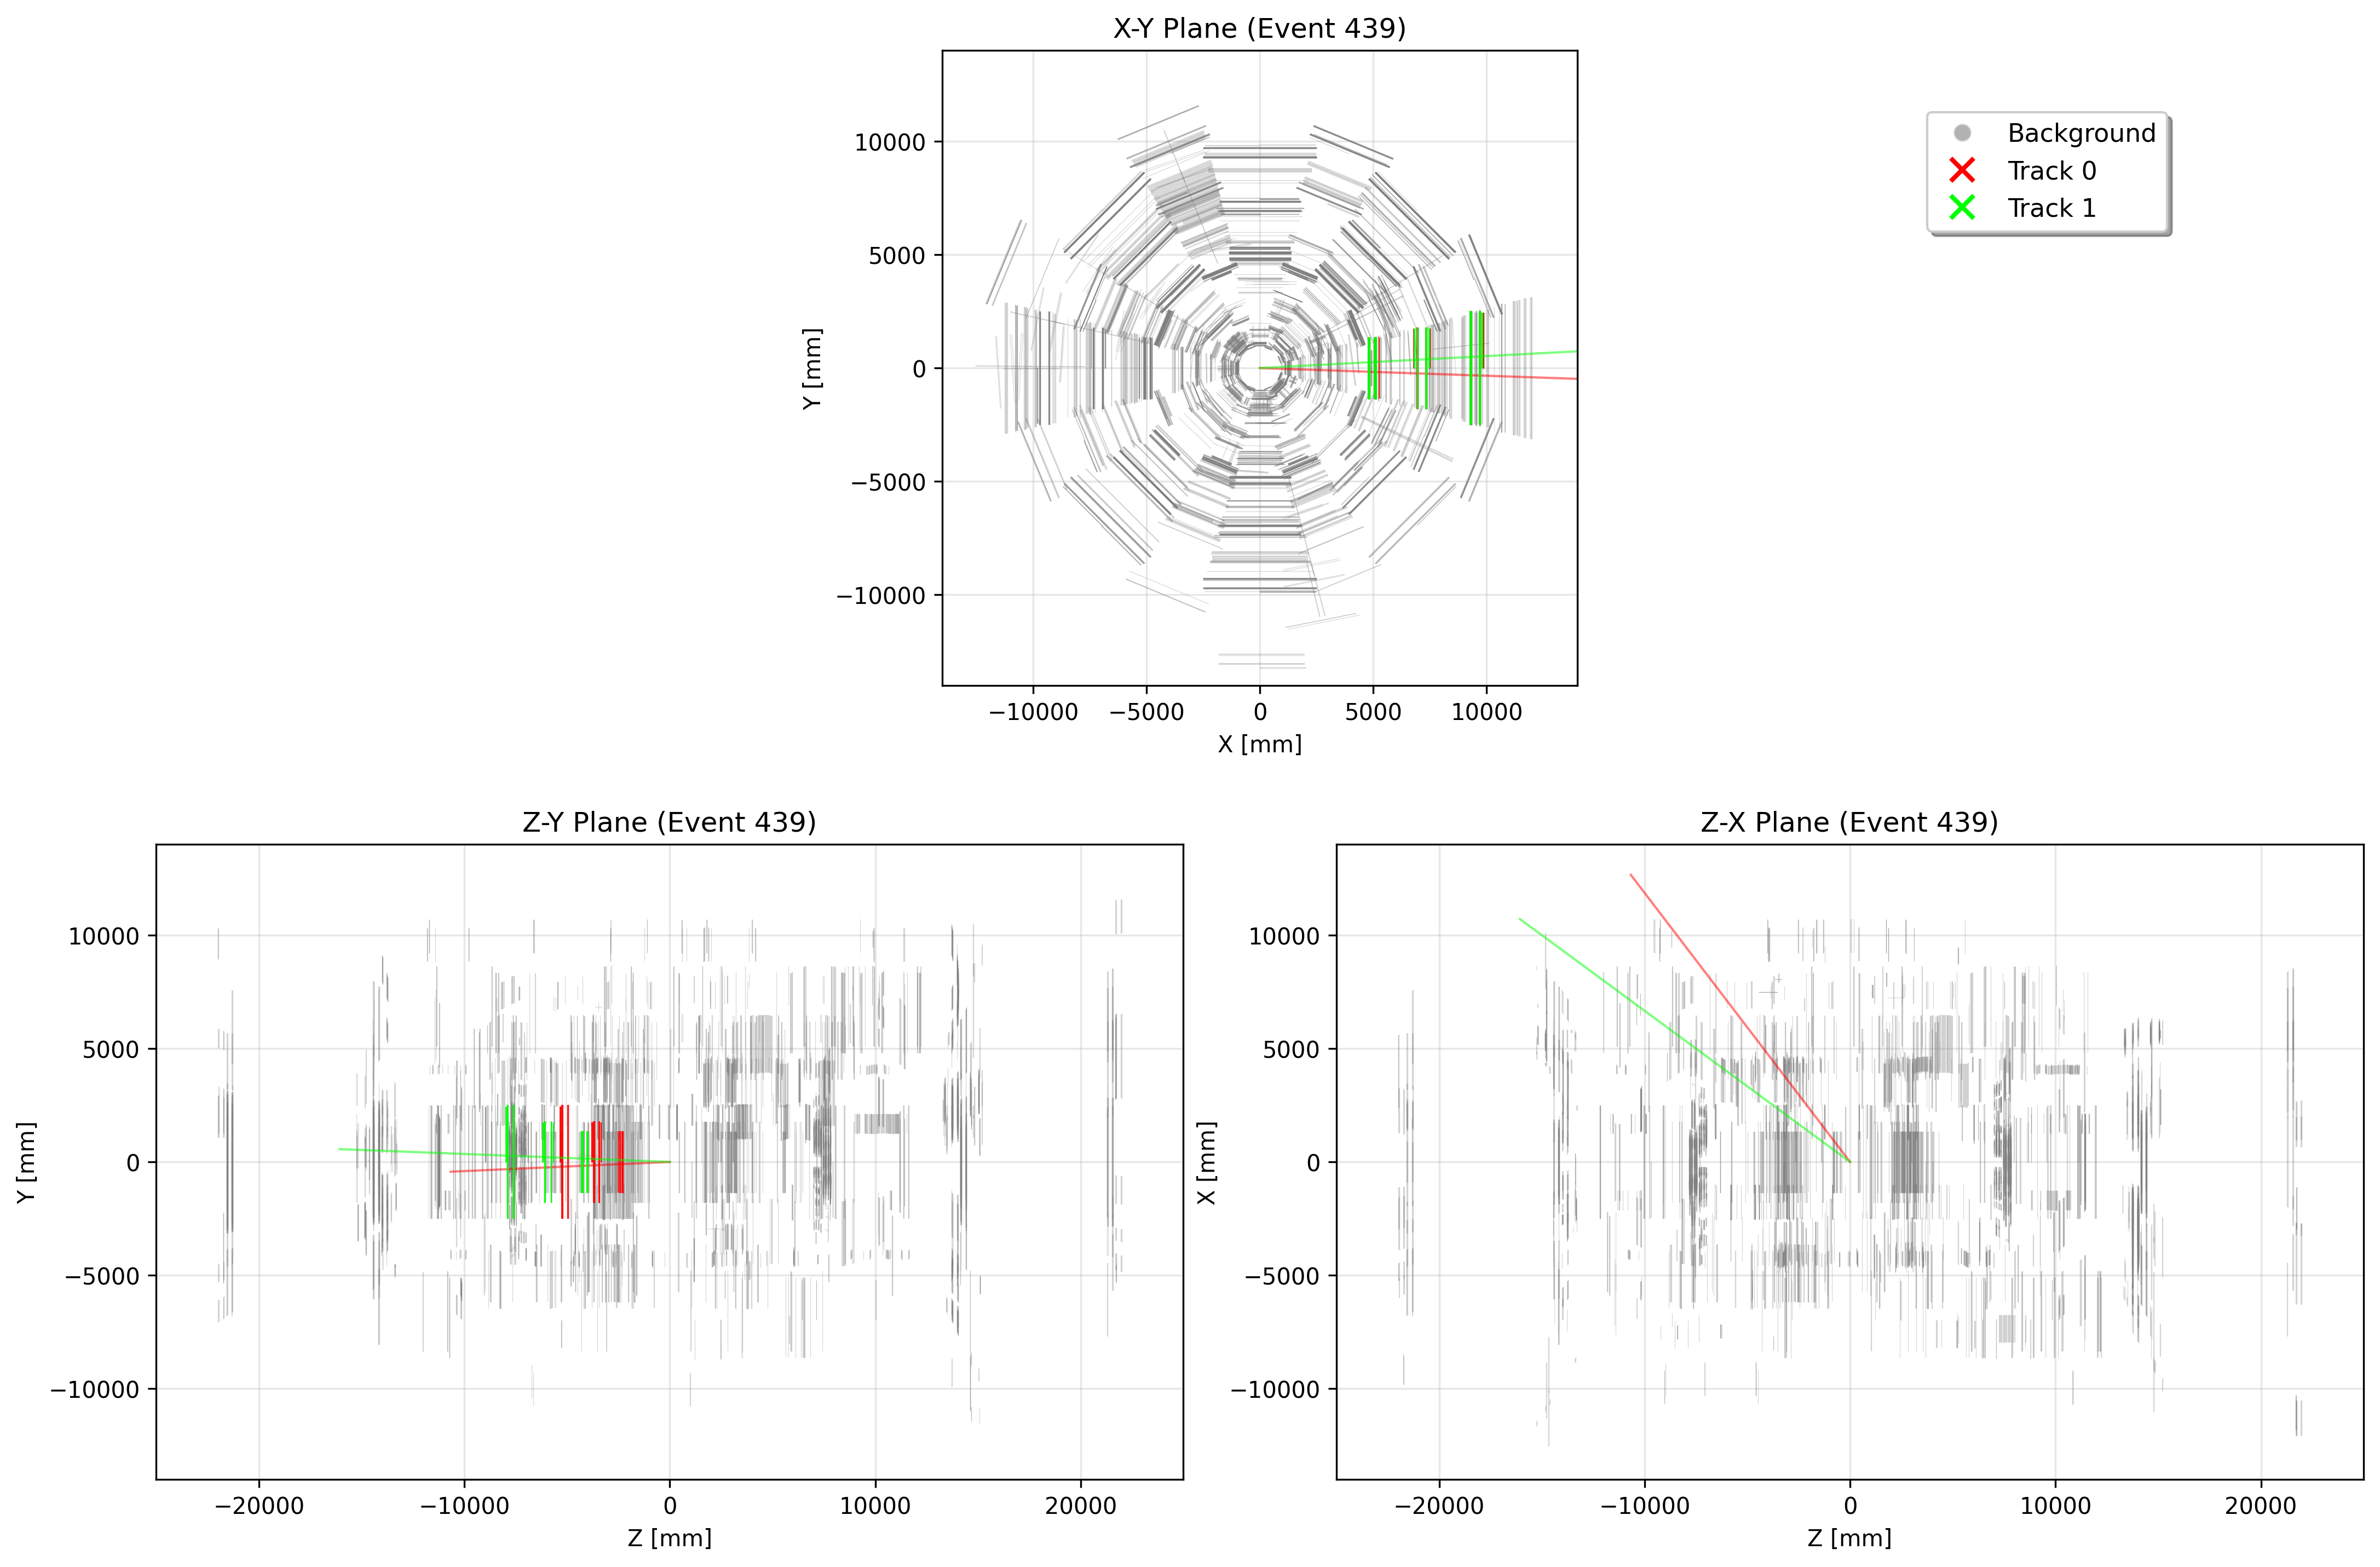 X-Y Plane (Event 439)
Y [mm]
10000
5000
0
−5000
−10000
−10000 −5000 0 5000 10000
X [mm]
Background
Track 0
Track 1
Z-Y Plane (Event 439)
Y [mm]
10000
5000
0
−5000
−10000
−20000 −10000 0 10000 20000
Z [mm]
Z-X Plane (Event 439)
X [mm]
10000
5000
0
−5000
−10000
−20000 −10000 0 10000 20000
Z [mm]